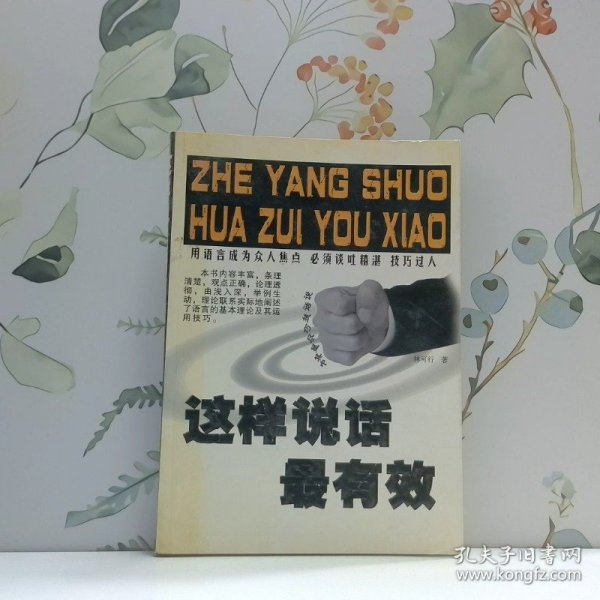 ZHE YANG SHUO
HUA ZUI YOU XIAO
用语言成为众人焦点 必须谈吐精湛 技巧过人
本书内容丰富，条理
清楚，观点正确，论理透
彻，由浅入深，举例生
动，理论联系实际地阐述
了语言的基本理论及其运
用技巧。
林可行 著
这样说话
最有效
孔夫子旧书网
www.kongfz.com